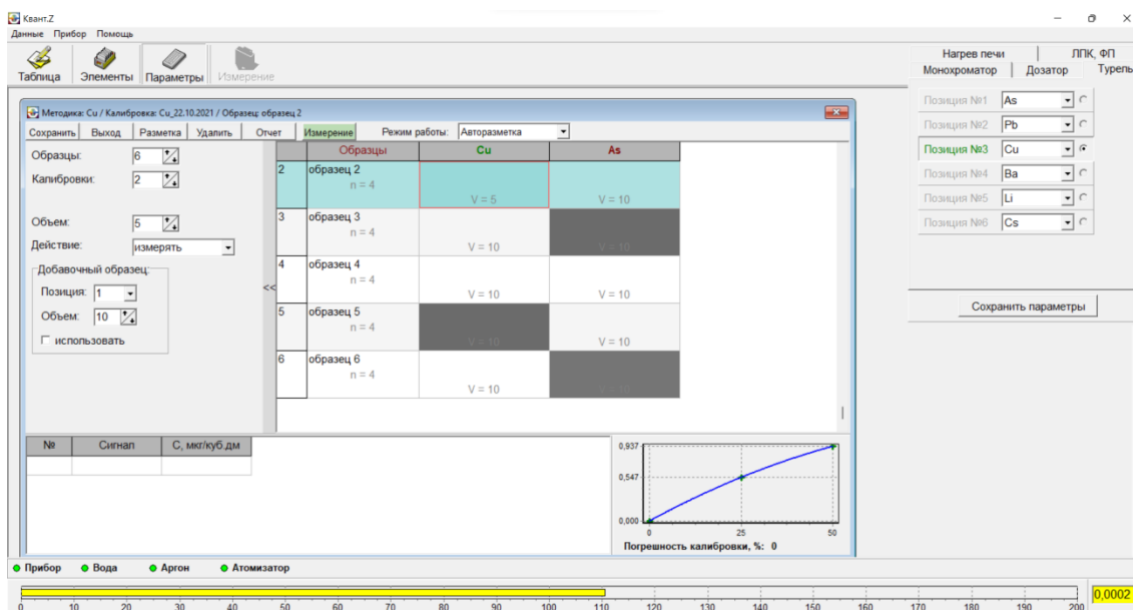 Квант.Z
Данные Прибор Помощь
Таблица Элементы Параметры Измерение
Нагрев печи ЛПК, ФП
Монохроматор Дозатор Турель
Позиция №1 As
Позиция №2 Pb
Позиция №3 Cu
Позиция №4 Ba
Позиция №5 Li
Позиция №6 Cs
Сохранить параметры
Методика: Cu / Калибровка: Cu_22.10.2021 / Образец: образец 2
Сохранить Выход Разметка Удалить Отчет Измерение Режим работы: Авторазметка
Образцы: 6
Калибровки: 2
Объем: 5
Действие: измерять
Добавочный образец:
Позиция: 1
Объем: 10
использовать
<<
Образцы Cu As
2 образец 2
n = 4
V = 5 V = 10
3 образец 3
n = 4
V = 10
4 образец 4
n = 4
V = 10 V = 10
5 образец 5
n = 4
V = 10 V = 10
6 образец 6
n = 4
V = 10 V = 10
№ Сигнал C, мкг/куб.дм
0,937
0,547
0,000
0 25 50
Погрешность калибровки, %: 0
Прибор Вода Аргон Атомизатор
0,0002
0 10 20 30 40 50 60 70 80 90 100 110 120 130 140 150 160 170 180 190 200